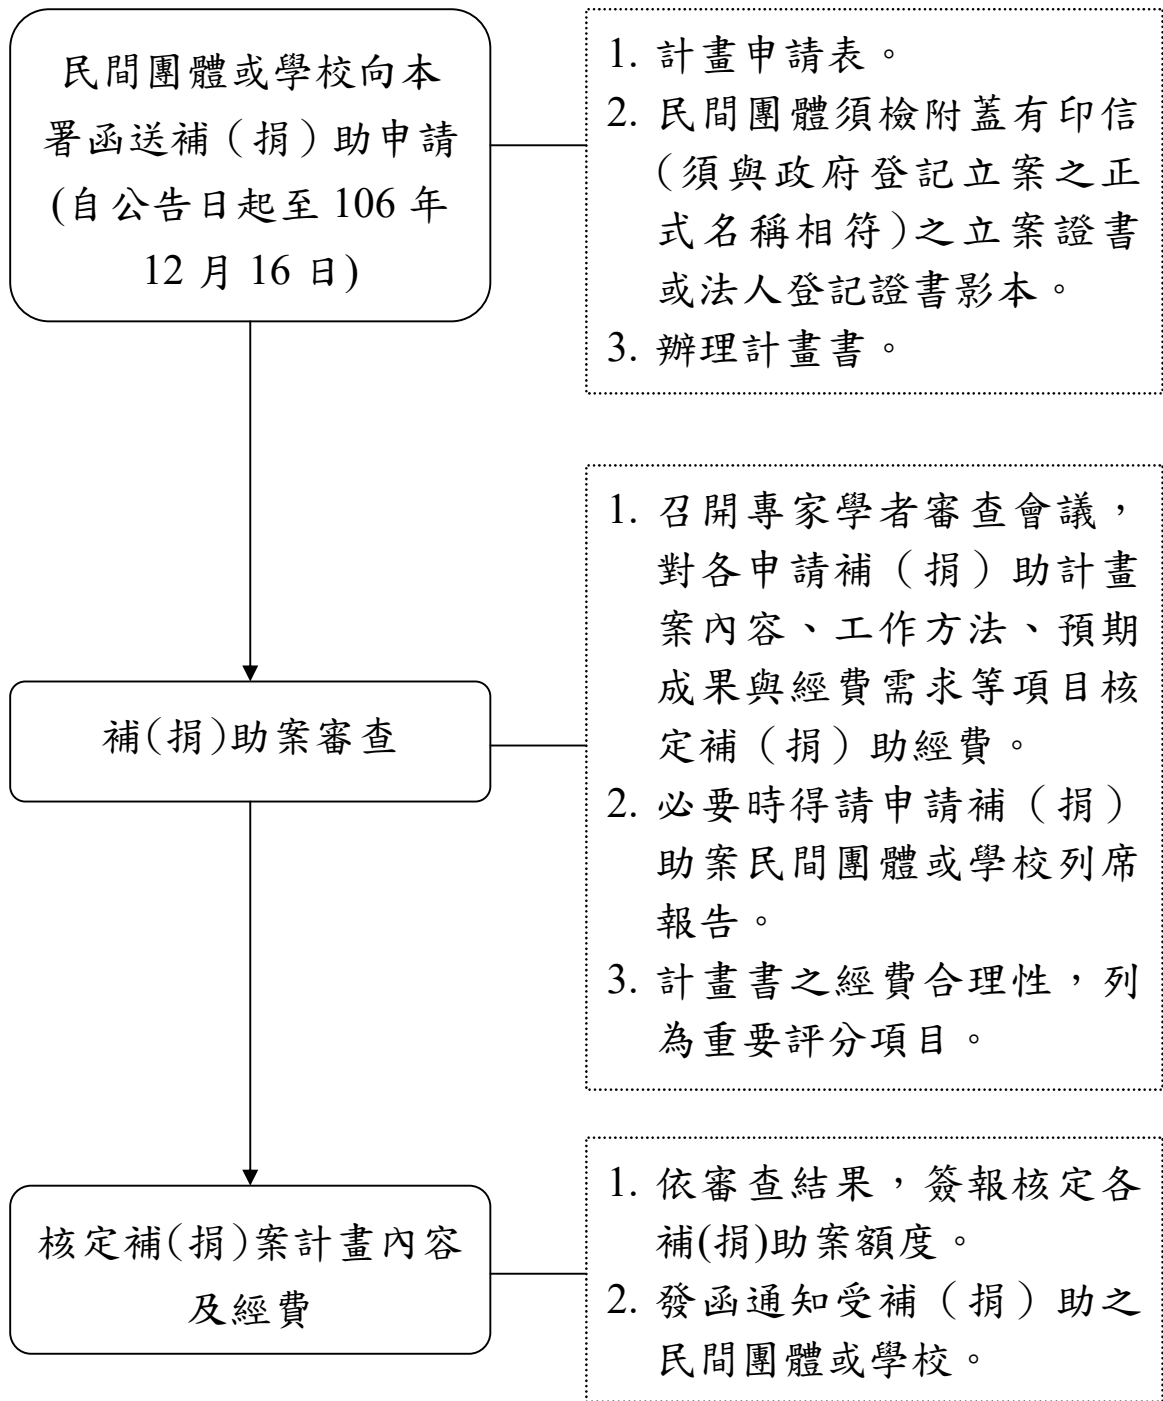 民間團體或學校向本
署函送補（捐）助申請
(自公告日起至 106 年
12 月 16 日)
1. 計畫申請表。
2. 民間團體須檢附蓋有印信
(須與政府登記立案之正
式名稱相符)之立案證書
或法人登記證書影本。
3. 辦理計畫書。
補(捐)助案審查
1. 召開專家學者審查會議，
對各申請補（捐）助計畫
案內容、工作方法、預期
成果與經費需求等項目核
定補（捐）助經費。
2. 必要時得請申請補（捐）
助案民間團體或學校列席
報告。
3. 計畫書之經費合理性，列
為重要評分項目。
核定補(捐)案計畫內容
及經費
1. 依審查結果，簽報核定各
補(捐)助案額度。
2. 發函通知受補（捐）助之
民間團體或學校。